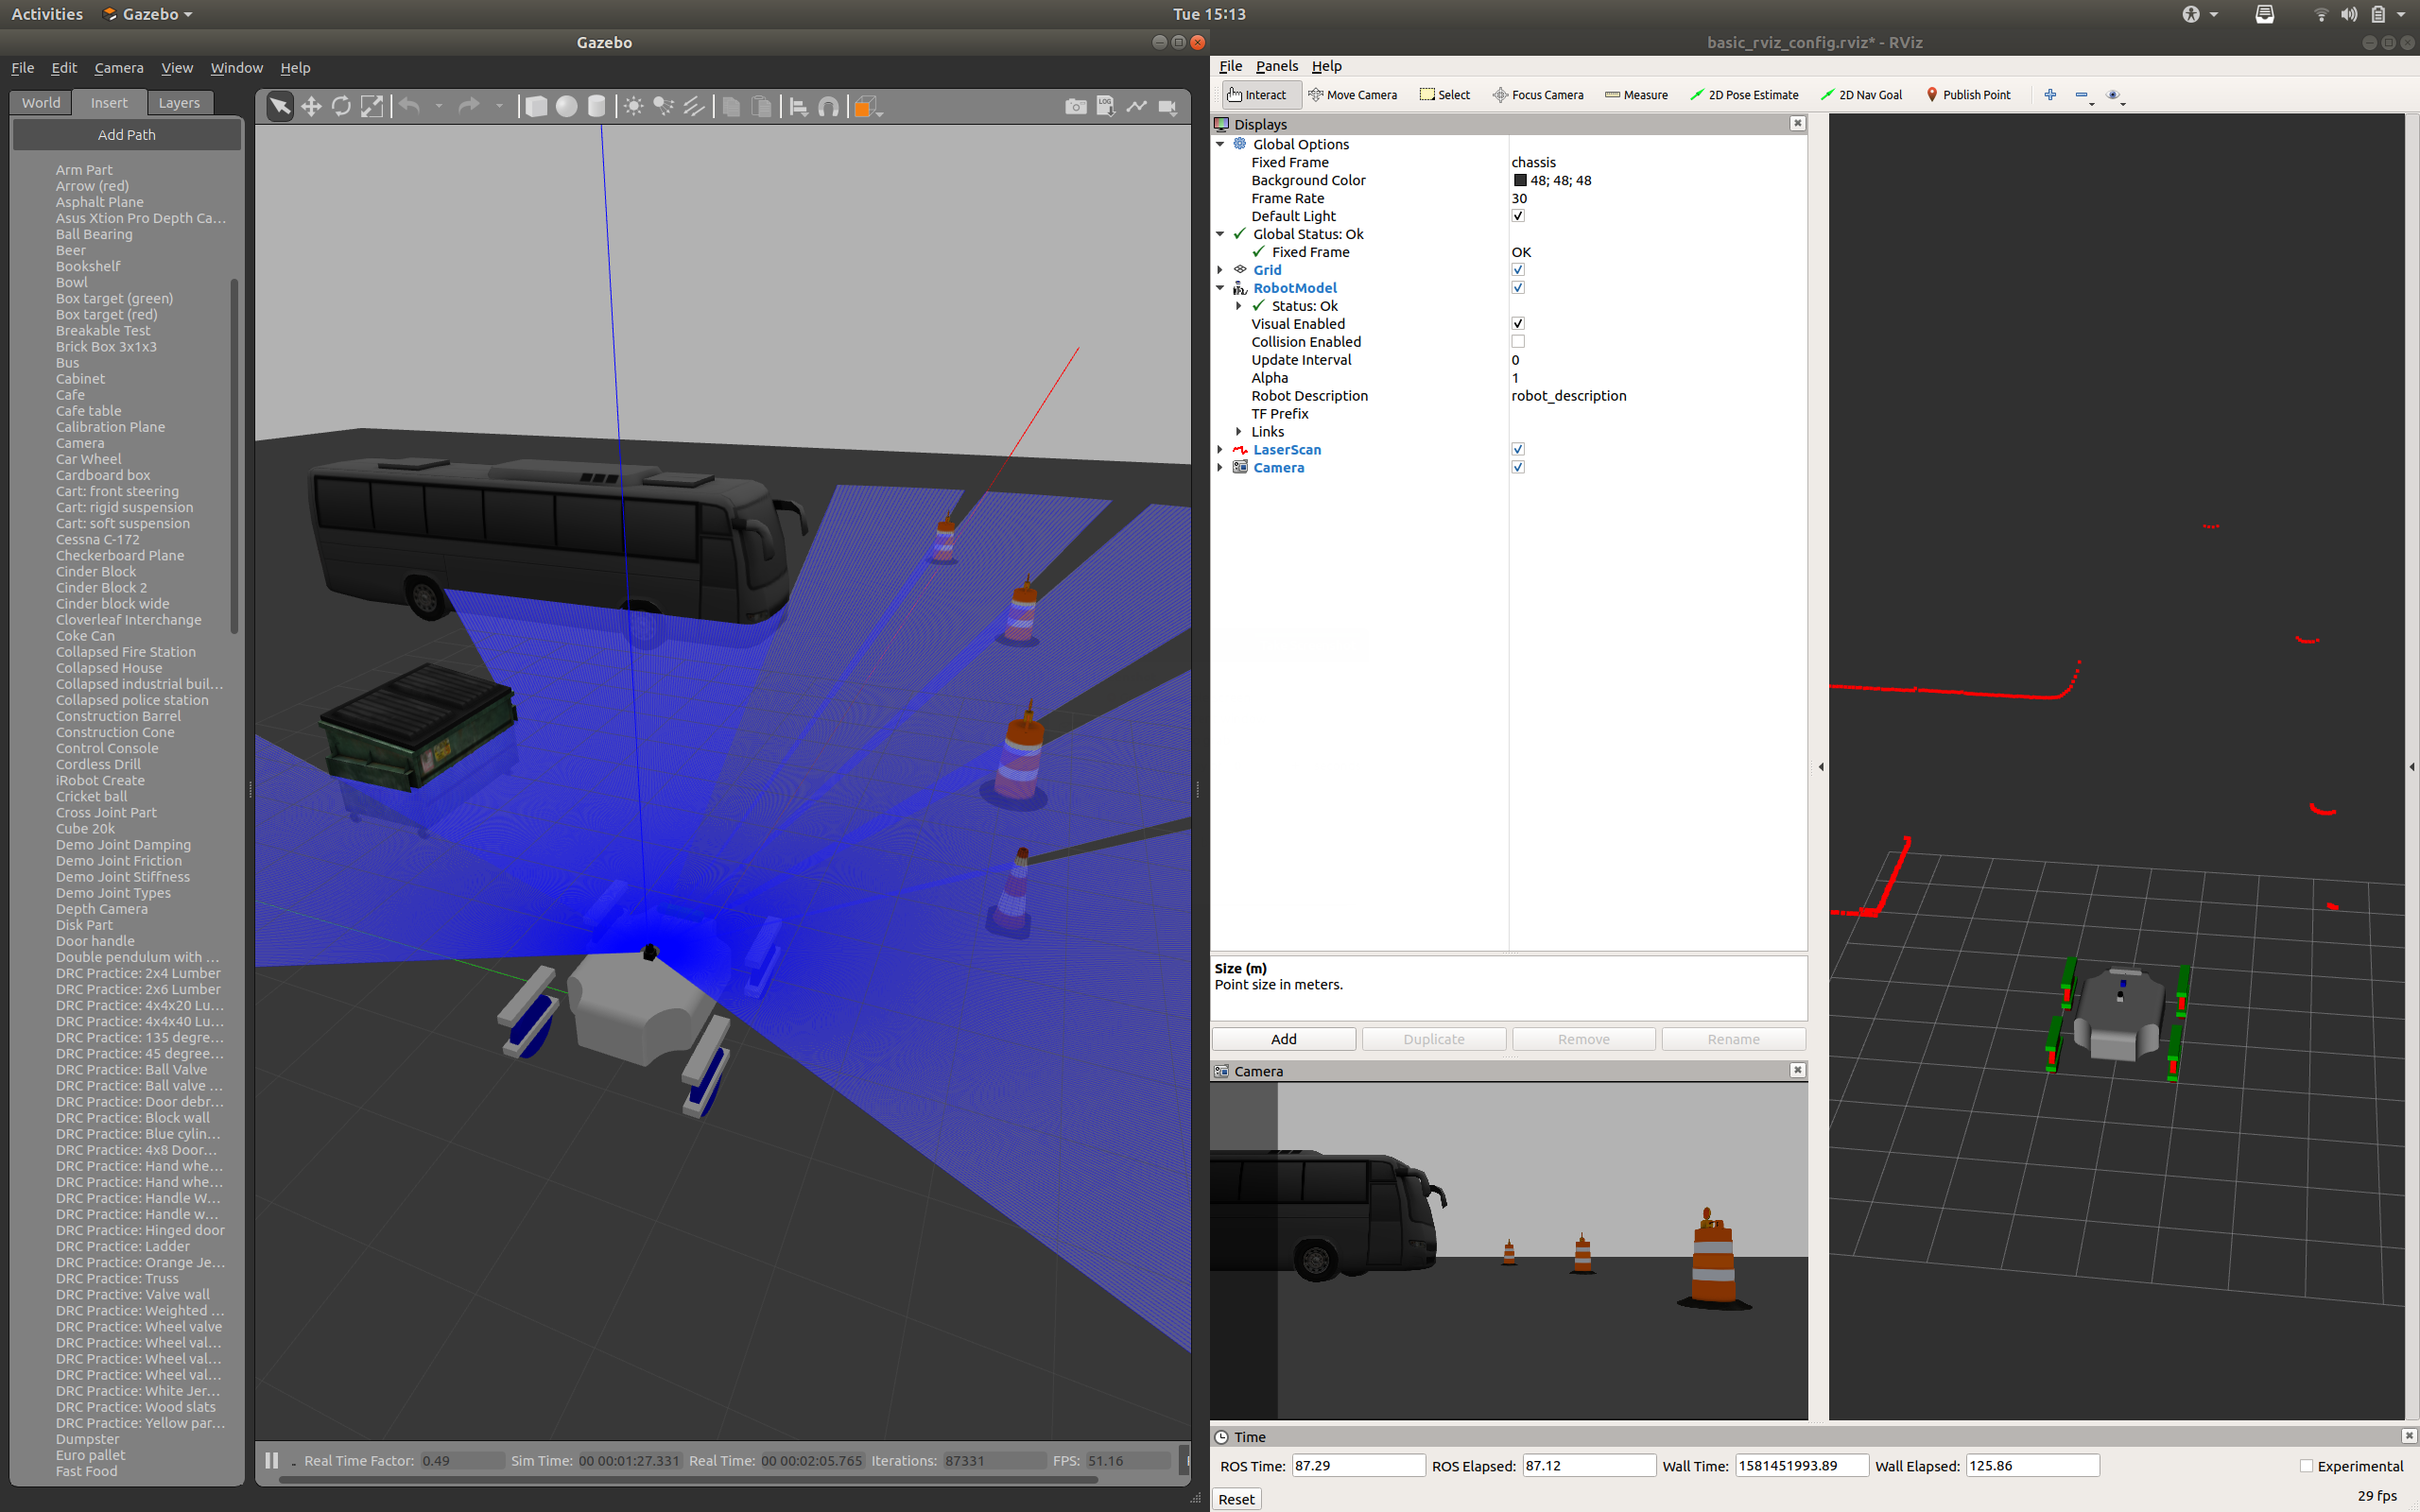 Activities Gazebo Tue 15:13
Gazebo
File Edit Camera View Window Help
World Insert Layers
Add Path
Arm Part
Arrow (red)
Asphalt Plane
Asus Xtion Pro Depth Ca...
Ball Bearing
Beer
Bookshelf
Bowl
Box target (green)
Box target (red)
Breakable Test
Brick Box 3x1x3
Bus
Cabinet
Cafe
Cafe table
Calibration Plane
Camera
Car Wheel
Cardboard box
Cart: front steering
Cart: rigid suspension
Cart: soft suspension
Cessna C-172
Checkerboard Plane
Cinder Block
Cinder Block 2
Cinder block wide
Cloverleaf Interchange
Coke Can
Collapsed Fire Station
Collapsed House
Collapsed industrial buil...
Collapsed police station
Construction Barrel
Construction Cone
Control Console
Cordless Drill
iRobot Create
Cricket ball
Cross Joint Part
Cube 20k
Demo Joint Damping
Demo Joint Friction
Demo Joint Stiffness
Demo Joint Types
Depth Camera
Disk Part
Door handle
Double pendulum with ...
DRC Practice: 2x4 Lumber
DRC Practice: 2x6 Lumber
DRC Practice: 4x4x20 Lu...
DRC Practice: 4x4x40 Lu...
DRC Practice: 135 degre...
DRC Practice: 45 degree...
DRC Practice: Ball Valve
DRC Practice: Ball valve ...
DRC Practice: Door debr...
DRC Practice: Block wall
DRC Practice: Blue cylin...
DRC Practice: 4x8 Door...
DRC Practice: Hand whe...
DRC Practice: Hand whe...
DRC Practice: Handle W...
DRC Practice: Handle w...
DRC Practice: Hinged door
DRC Practice: Ladder
DRC Practice: Orange Je...
DRC Practice: Truss
DRC Practive: Valve wall
DRC Practice: Weighted ...
DRC Practice: Wheel valve
DRC Practice: Wheel val...
DRC Practice: Wheel val...
DRC Practice: Wheel val...
DRC Practice: White Jer...
DRC Practice: Wood slats
DRC Practice: Yellow par...
Dumpster
Euro pallet
Fast Food
LOG
Real Time Factor: 0.49 Sim Time: 00 00:01:27.331 Real Time: 00 00:02:05.765 Iterations: 87331 FPS: 51.16
basic_rviz_config.rviz* - RViz
File Panels Help
Interact Move Camera Select Focus Camera Measure 2D Pose Estimate 2D Nav Goal Publish Point
Displays
Global Options
Fixed Frame chassis
Background Color 48; 48; 48
Frame Rate 30
Default Light
Global Status: Ok
Fixed Frame OK
Grid
RobotModel
Status: Ok
Visual Enabled
Collision Enabled
Update Interval 0
Alpha 1
Robot Description robot_description
TF Prefix
Links
LaserScan
Camera
Size (m)
Point size in meters.
Add Duplicate Remove Rename
Camera
Time
ROS Time: 87.29 ROS Elapsed: 87.12 Wall Time: 1581451993.89 Wall Elapsed: 125.86 Experimental
Reset 29 fps